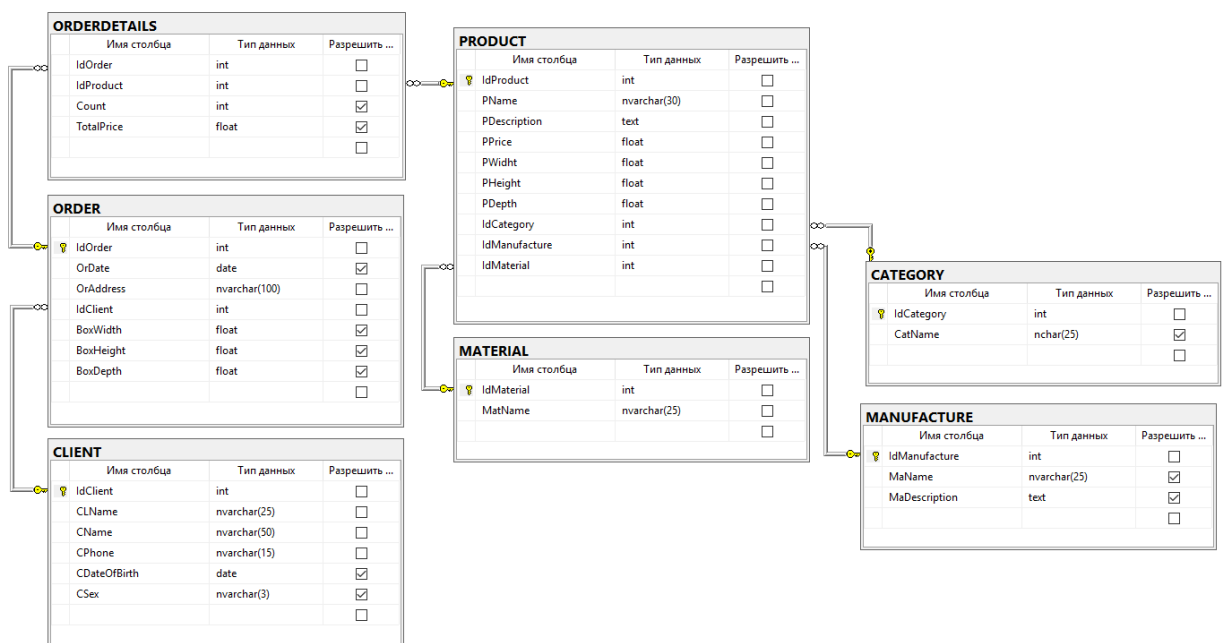 ORDERDETAILS
Имя столбца Тип данных Разрешить ...
IdOrder int
IdProduct int
Count int
TotalPrice float
ORDER
Имя столбца Тип данных Разрешить ...
IdOrder int
OrDate date
OrAddress nvarchar(100)
IdClient int
BoxWidth float
BoxHeight float
BoxDepth float
CLIENT
Имя столбца Тип данных Разрешить ...
IdClient int
CLName nvarchar(25)
CName nvarchar(50)
CPhone nvarchar(15)
CDateOfBirth date
CSex nvarchar(3)
PRODUCT
Имя столбца Тип данных Разрешить ...
IdProduct int
PName nvarchar(30)
PDescription text
PPrice float
PWidht float
PHeight float
PDepth float
IdCategory int
IdManufacture int
IdMaterial int
MATERIAL
Имя столбца Тип данных Разрешить ...
IdMaterial int
MatName nvarchar(25)
CATEGORY
Имя столбца Тип данных Разрешить ...
IdCategory int
CatName nchar(25)
MANUFACTURE
Имя столбца Тип данных Разрешить ...
IdManufacture int
MaName nvarchar(25)
MaDescription text